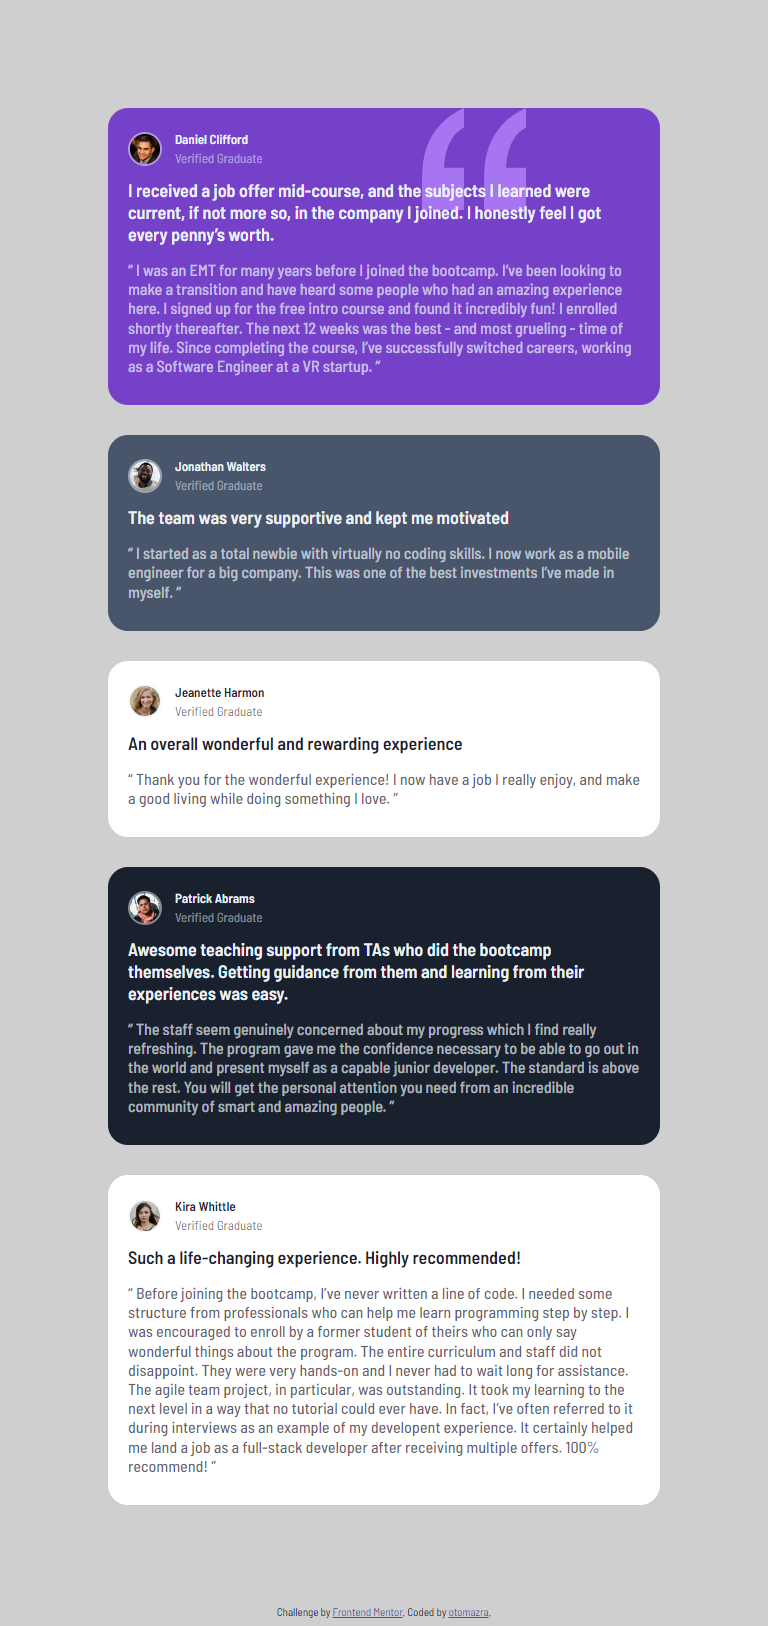 Daniel Clifford
Verified Graduate
I received a job offer mid-course, and the subjects I learned were
current, if not more so, in the company I joined. I honestly feel I got
every penny’s worth.
“ I was an EMT for many years before I joined the bootcamp. I’ve been looking to
make a transition and have heard some people who had an amazing experience
here. I signed up for the free intro course and found it incredibly fun! I enrolled
shortly thereafter. The next 12 weeks was the best - and most grueling - time of
my life. Since completing the course, I’ve successfully switched careers, working
as a Software Engineer at a VR startup. ”
Jonathan Walters
Verified Graduate
The team was very supportive and kept me motivated
“ I started as a total newbie with virtually no coding skills. I now work as a mobile
engineer for a big company. This was one of the best investments I’ve made in
myself. ”
Jeanette Harmon
Verified Graduate
An overall wonderful and rewarding experience
“ Thank you for the wonderful experience! I now have a job I really enjoy, and make
a good living while doing something I love. ”
Patrick Abrams
Verified Graduate
Awesome teaching support from TAs who did the bootcamp
themselves. Getting guidance from them and learning from their
experiences was easy.
“ The staff seem genuinely concerned about my progress which I find really
refreshing. The program gave me the confidence necessary to be able to go out in
the world and present myself as a capable junior developer. The standard is above
the rest. You will get the personal attention you need from an incredible
community of smart and amazing people. ”
Kira Whittle
Verified Graduate
Such a life-changing experience. Highly recommended!
“ Before joining the bootcamp, I’ve never written a line of code. I needed some
structure from professionals who can help me learn programming step by step. I
was encouraged to enroll by a former student of theirs who can only say
wonderful things about the program. The entire curriculum and staff did not
disappoint. They were very hands-on and I never had to wait long for assistance.
The agile team project, in particular, was outstanding. It took my learning to the
next level in a way that no tutorial could ever have. In fact, I’ve often referred to it
during interviews as an example of my developent experience. It certainly helped
me land a job as a full-stack developer after receiving multiple offers. 100%
recommend! ”
Challenge by Frontend Mentor. Coded by otomazra.